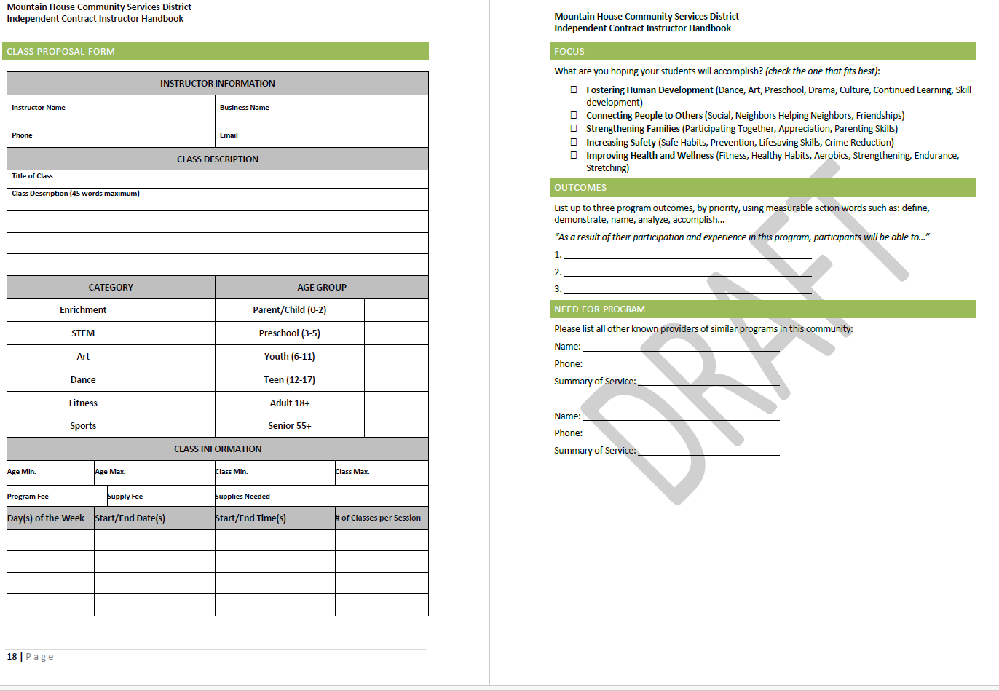 Mountain House Community Services District
Independent Contract Instructor Handbook
CLASS PROPOSAL FORM
INSTRUCTOR INFORMATION
Instructor Name Business Name
Phone Email
CLASS DESCRIPTION
Title of Class
Class Description (45 words maximum)
CATEGORY AGE GROUP
Enrichment Parent/Child (0-2)
STEM Preschool (3-5)
Art Youth (6-11)
Dance Teen (12-17)
Fitness Adult 18+
Sports Senior 55+
CLASS INFORMATION
Age Min. Age Max. Class Min. Class Max.
Program Fee Supply Fee Supplies Needed
Day(s) of the Week Start/End Date(s) Start/End Time(s) # of Classes per Session
18 | Page
Mountain House Community Services District
Independent Contract Instructor Handbook
FOCUS
What are you hoping your students will accomplish? (check the one that fits best):
☐ Fostering Human Development (Dance, Art, Preschool, Drama, Culture, Continued Learning, Skill
development)
☐ Connecting People to Others (Social, Neighbors Helping Neighbors, Friendships)
☐ Strengthening Families (Participating Together, Appreciation, Parenting Skills)
☐ Increasing Safety (Safe Habits, Prevention, Lifesaving Skills, Crime Reduction)
☐ Improving Health and Wellness (Fitness, Healthy Habits, Aerobics, Strengthening, Endurance,
Stretching)
OUTCOMES
List up to three program outcomes, by priority, using measurable action words such as: define,
demonstrate, name, analyze, accomplish...
“As a result of their participation and experience in this program, participants will be able to...”
1.
2.
3.
NEED FOR PROGRAM
Please list all other known providers of similar programs in this community:
Name:
Phone:
Summary of Service:
Name:
Phone:
Summary of Service:
DRAFT